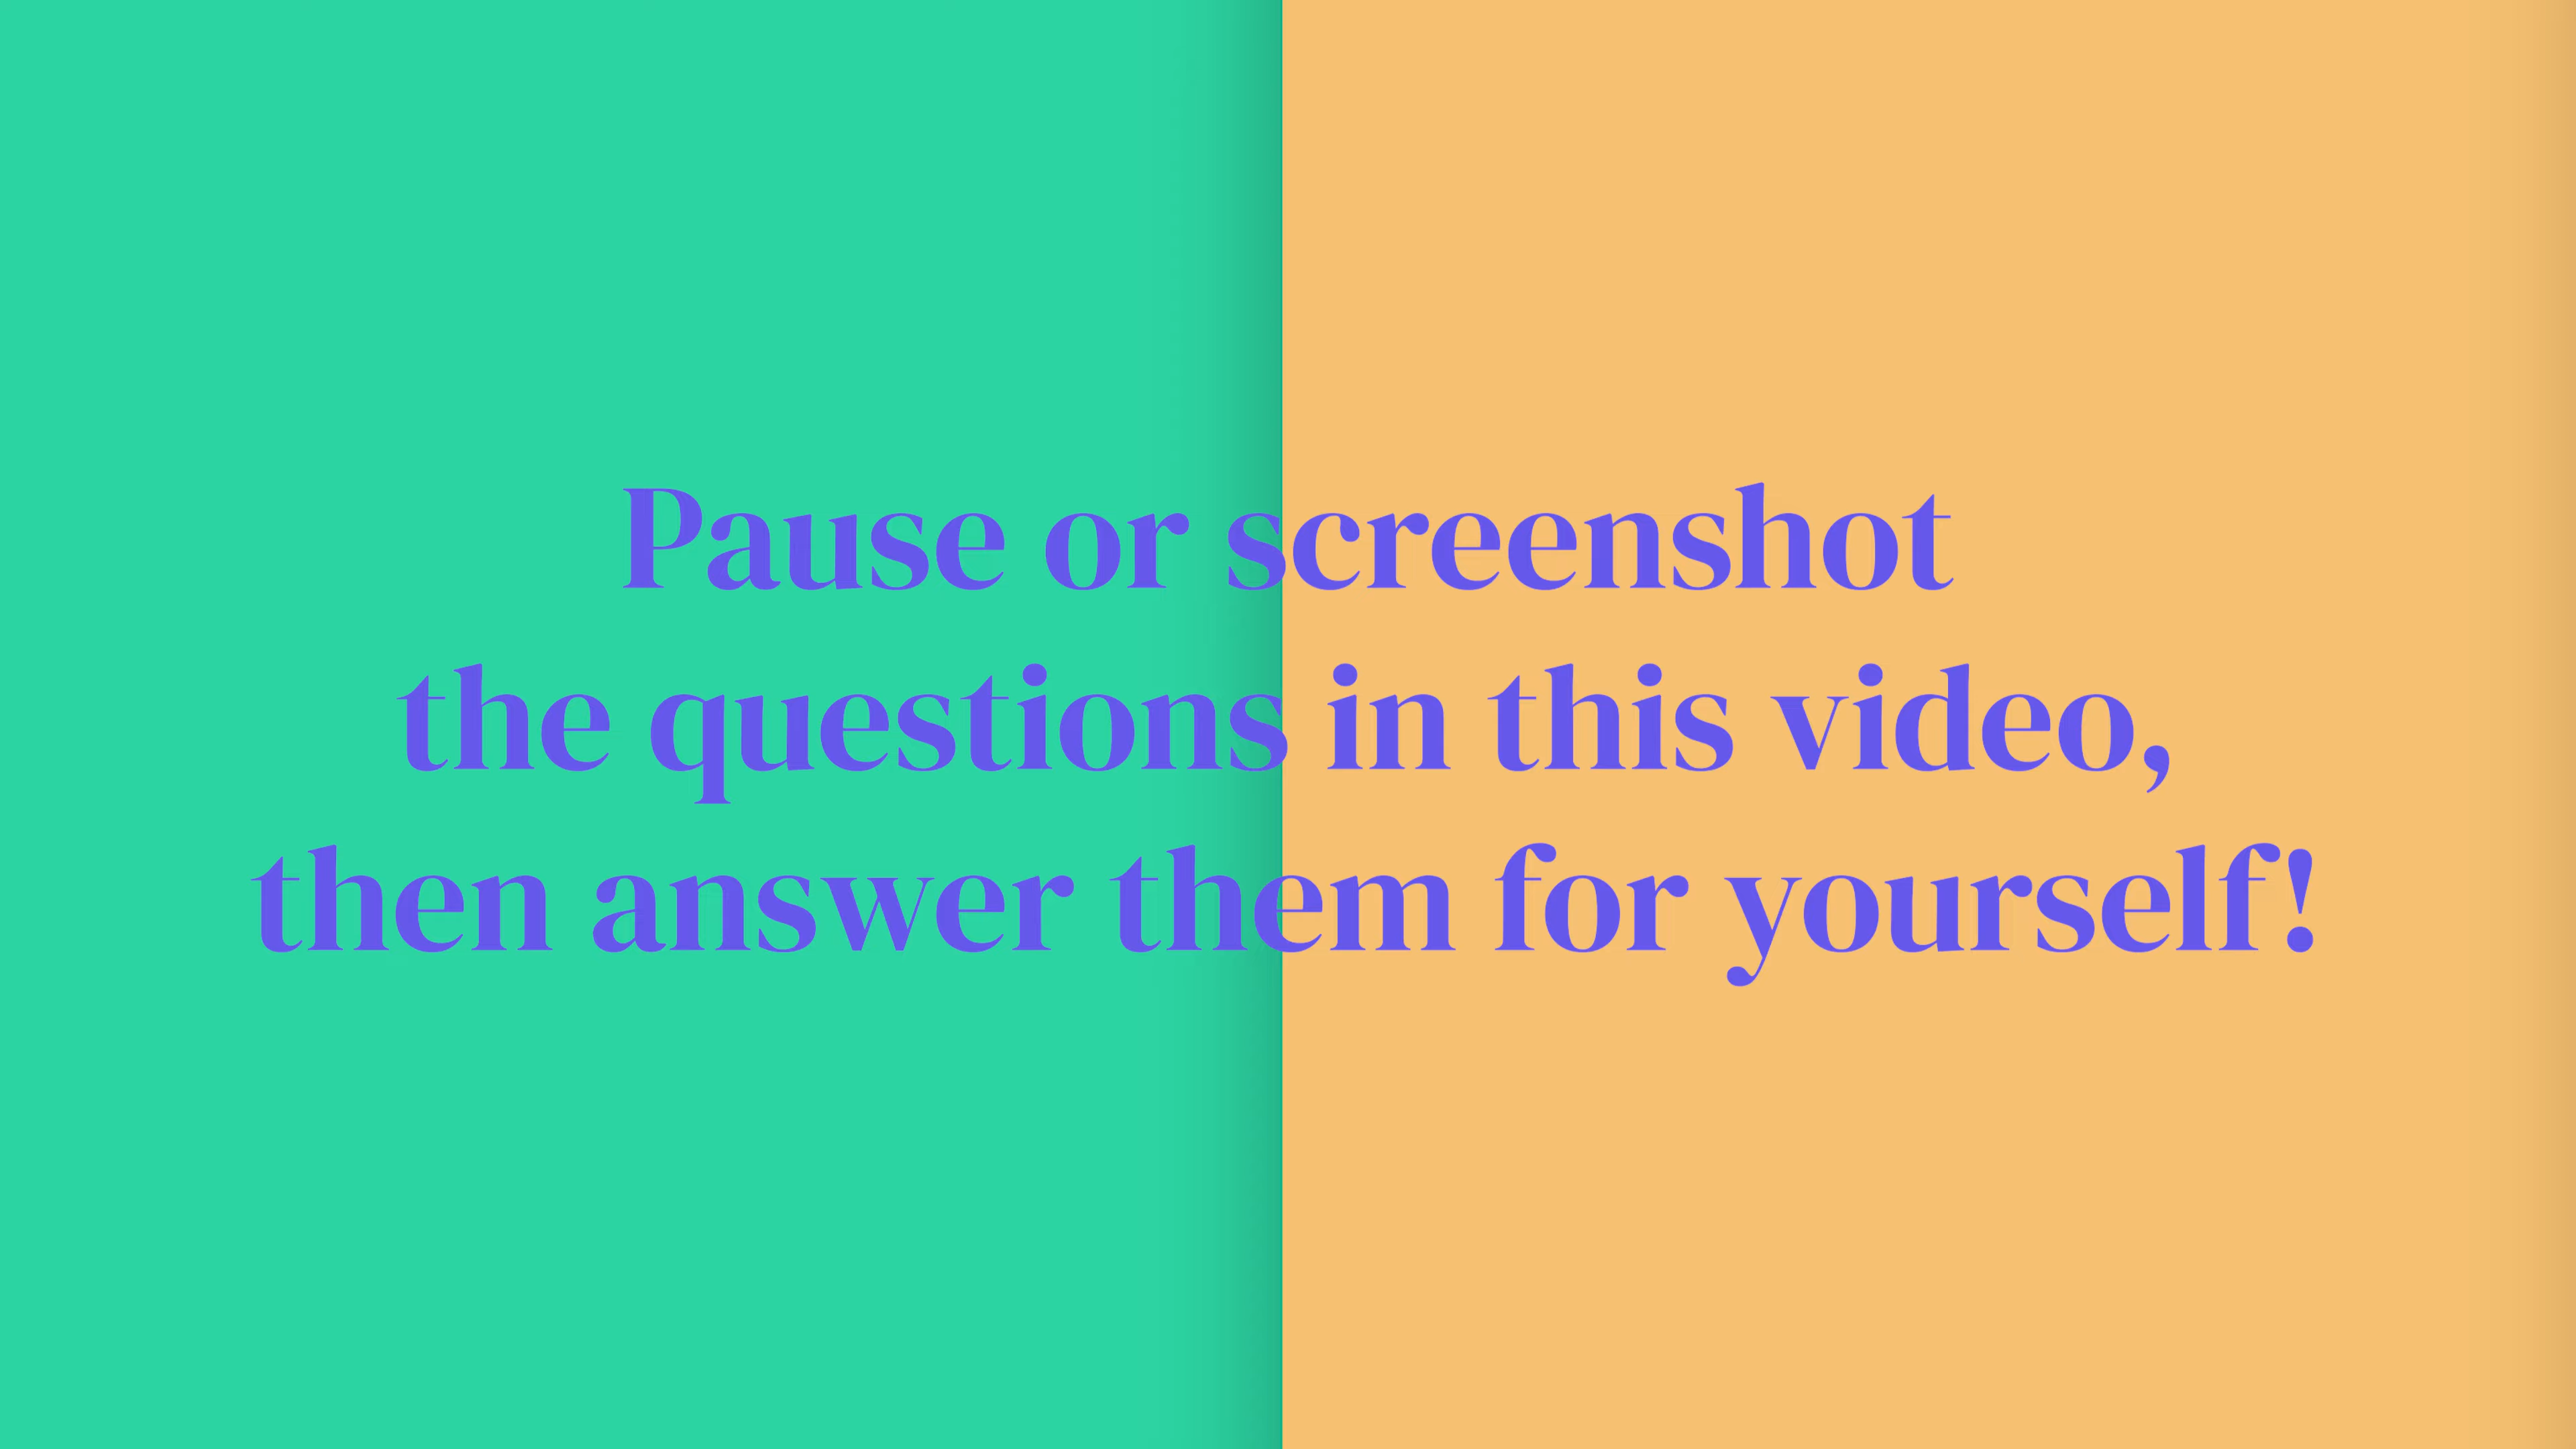 Pause or screenshot
the questions in this video,
then answer them for yourself!